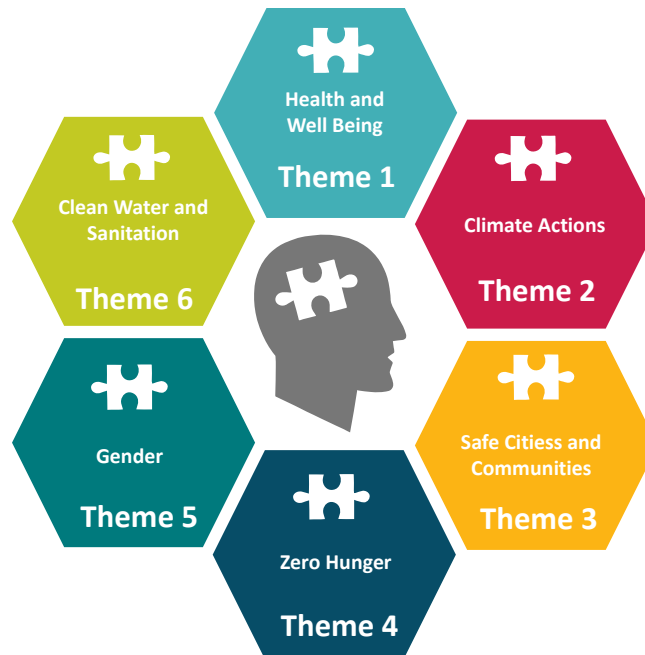 Health and
Well Being
Theme 1
Climate Actions
Theme 2
Safe Citiess and
Communities
Theme 3
Zero Hunger
Theme 4
Gender
Theme 5
Clean Water and
Sanitation
Theme 6